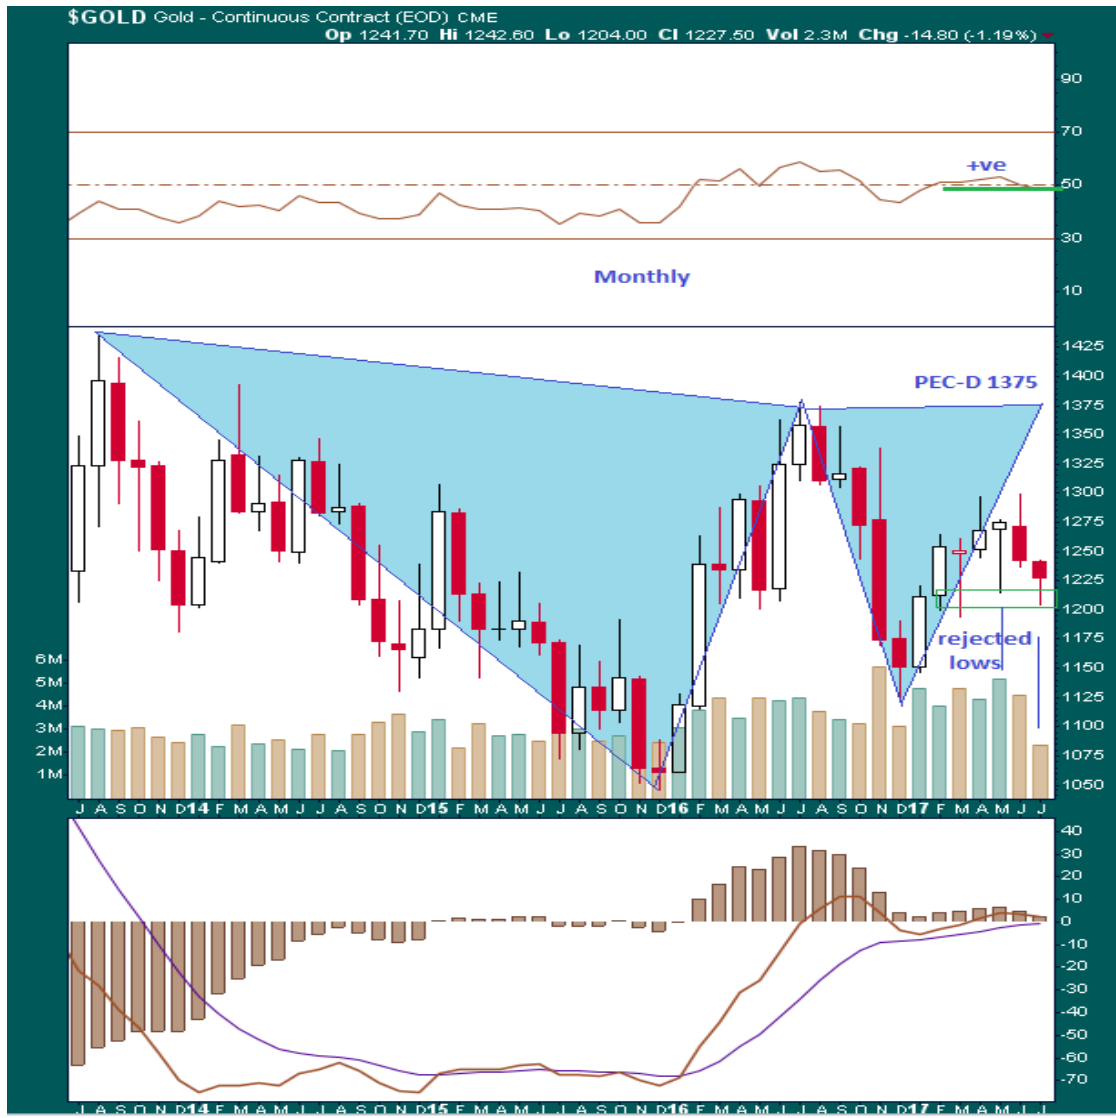 $GOLD Gold - Continuous Contract (EOD) CME
Op 1241.70 Hi 1242.60 Lo 1204.00 Cl 1227.50 Vol 2.3M Chg -14.80 (-1.19%)
90
70
+ve
50
30
Monthly
10
1425
1400
PEC-D 1375
1375
1350
1325
1300
1275
1250
1225
1200
rejected
1175
lows
6M
1150
5M
1125
4M
3M
1100
2M
1075
1M
1050
J A S O N D 14 F M A M J J A S O N D 15 F M A M J J A S O N D 16 F M A M J J A S O N D 17 F M A M J J
40
30
20
10
0
-10
-20
-30
-40
-50
-60
-70
J A S O N D 14 F M A M J J A S O N D 15 F M A M J J A S O N D 16 F M A M J J A S O N D 17 F M A M J J